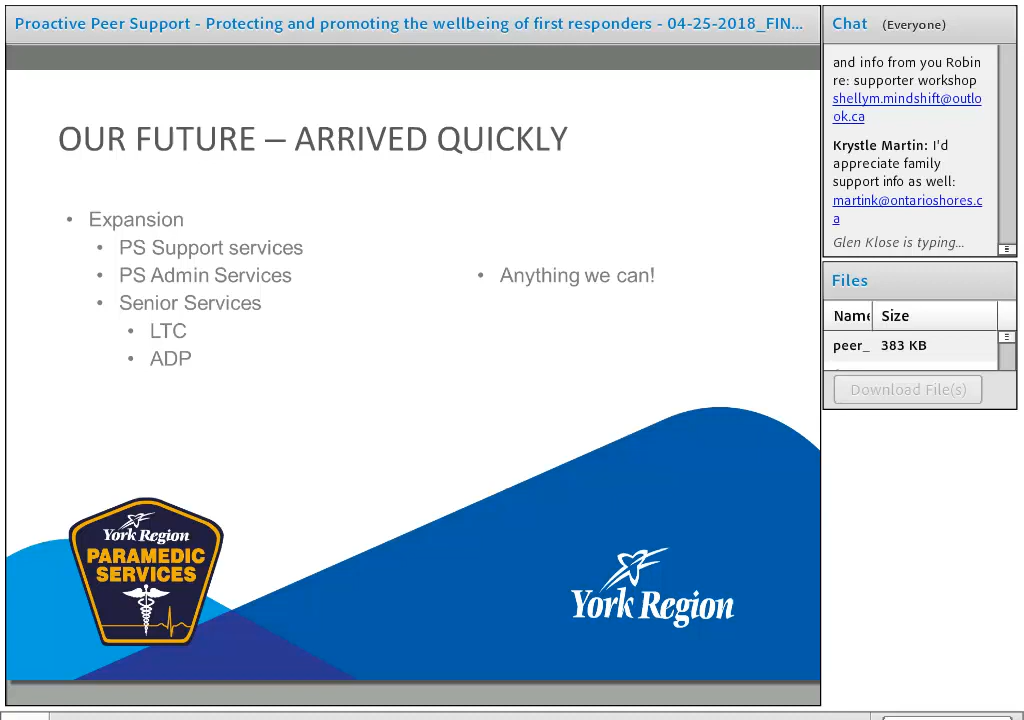 Proactive Peer Support - Protecting and promoting the wellbeing of first responders - 04-25-2018_FIN...
OUR FUTURE – ARRIVED QUICKLY
• Expansion
• PS Support services
• PS Admin Services
• Senior Services
• LTC
• ADP
• Anything we can!
York Region
PARAMEDIC
SERVICES
York Region
Chat (Everyone)
and info from you Robin
re: supporter workshop
shellym.mindshift@outlo
ok.ca
Krystle Martin: I'd
appreciate family
support info as well:
martink@ontarioshores.c
a
Glen Klose is typing...
Files
Name Size
peer_ 383 KB
Download File(s)